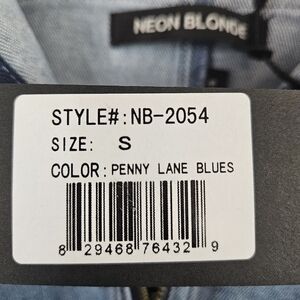 NEON BLONDE
STYLE#: NB-2054
SIZE: S
COLOR: PENNY LANE BLUES
8 29468 76432 9